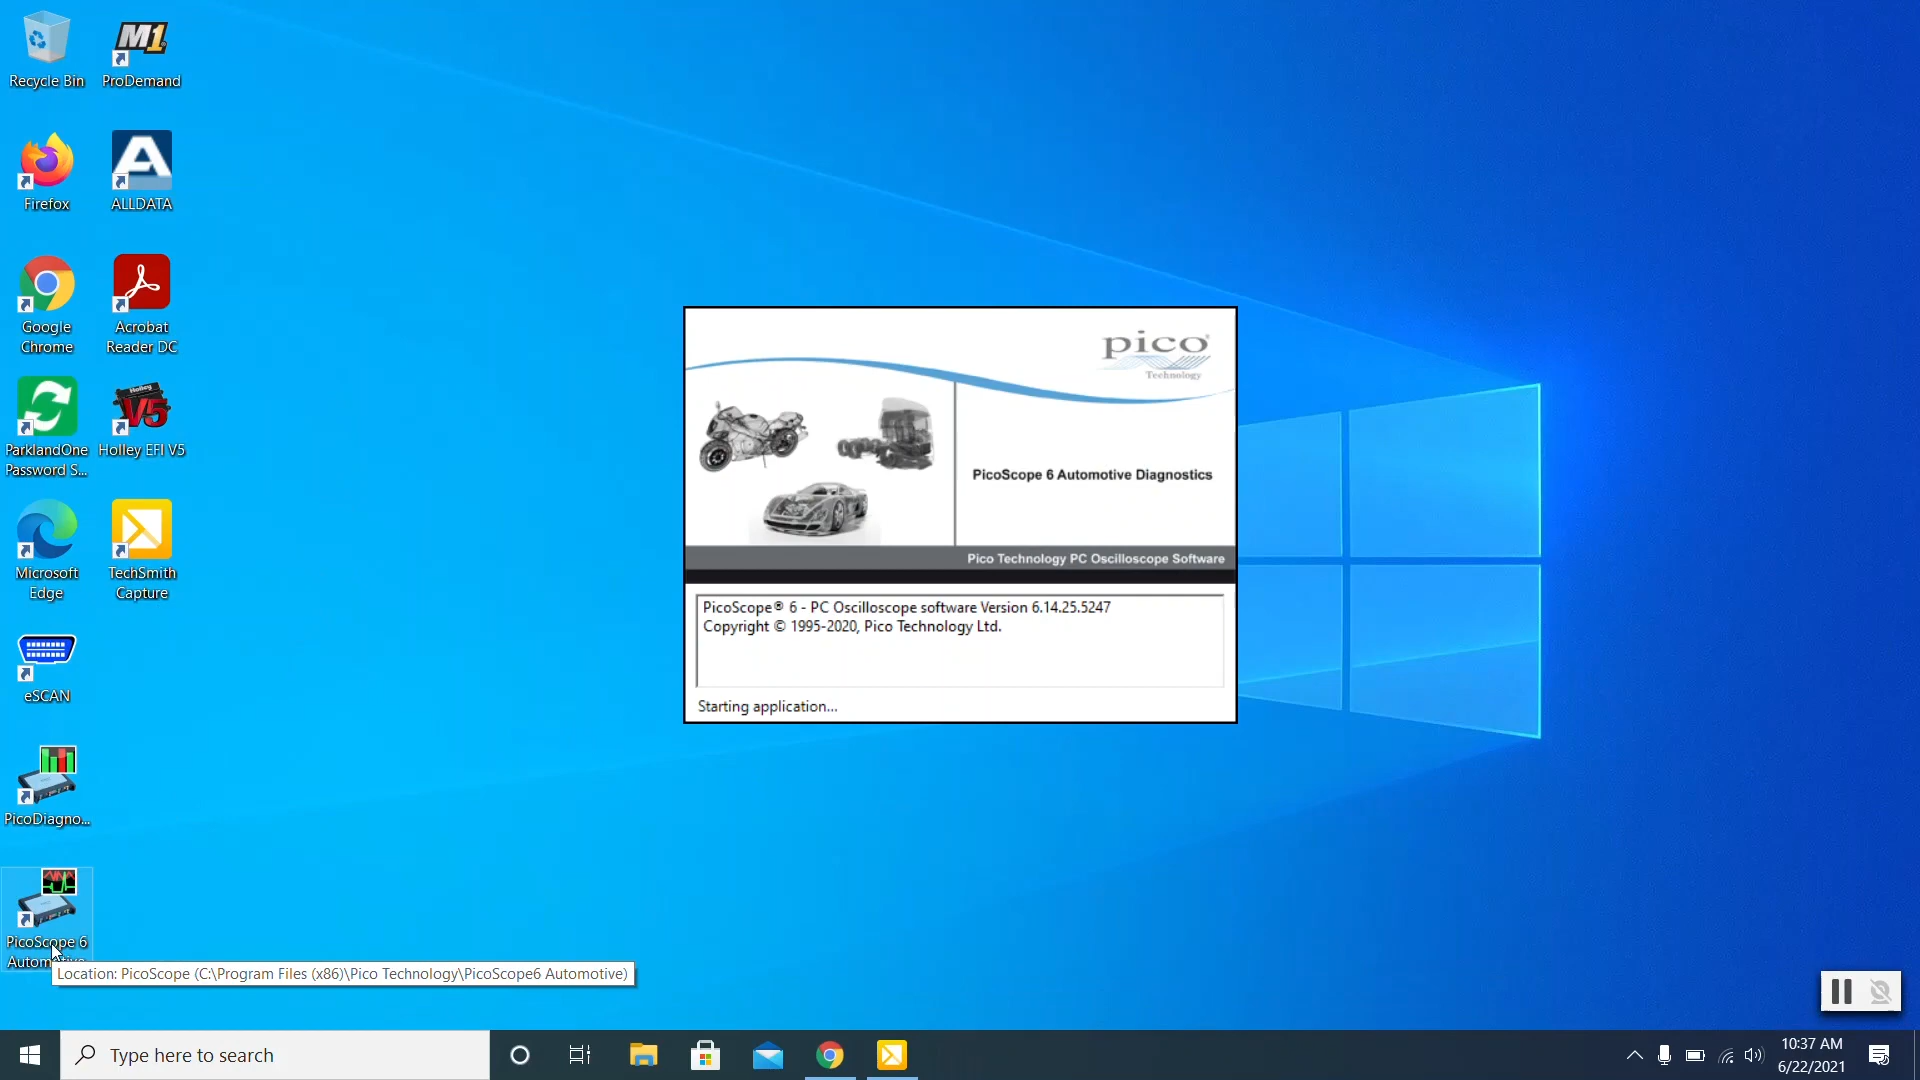 Recycle Bin
M1
ProDemand
Firefox
A
ALLDATA
Google
Chrome
Acrobat
Reader DC
ParklandOne
Password S...
Holley
V5
Holley EFI V5
Microsoft
Edge
TechSmith
Capture
eSCAN
PicoDiagno...
PicoScope 6
Location: PicoScope (C:\Program Files (x86)\Pico Technology\PicoScope6 Automotive)
pico
Technology
PicoScope 6 Automotive Diagnostics
Pico Technology PC Oscilloscope Software
PicoScope® 6 - PC Oscilloscope software Version 6.14.25.5247
Copyright © 1995-2020, Pico Technology Ltd.
Starting application...
Type here to search
10:37 AM
6/22/2021